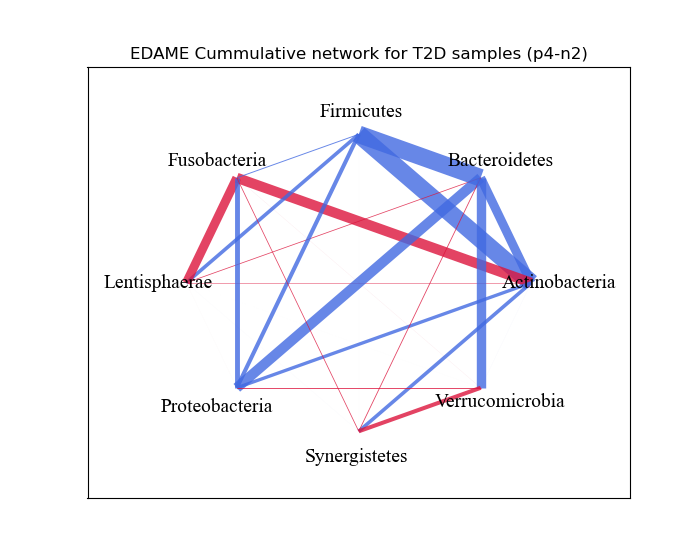 EDAME Cummulative network for T2D samples (p4-n2)
Firmicutes
Fusobacteria
Bacteroidetes
Lentisphaerae
Actinobacteria
Proteobacteria
Verrucomicrobia
Synergistetes